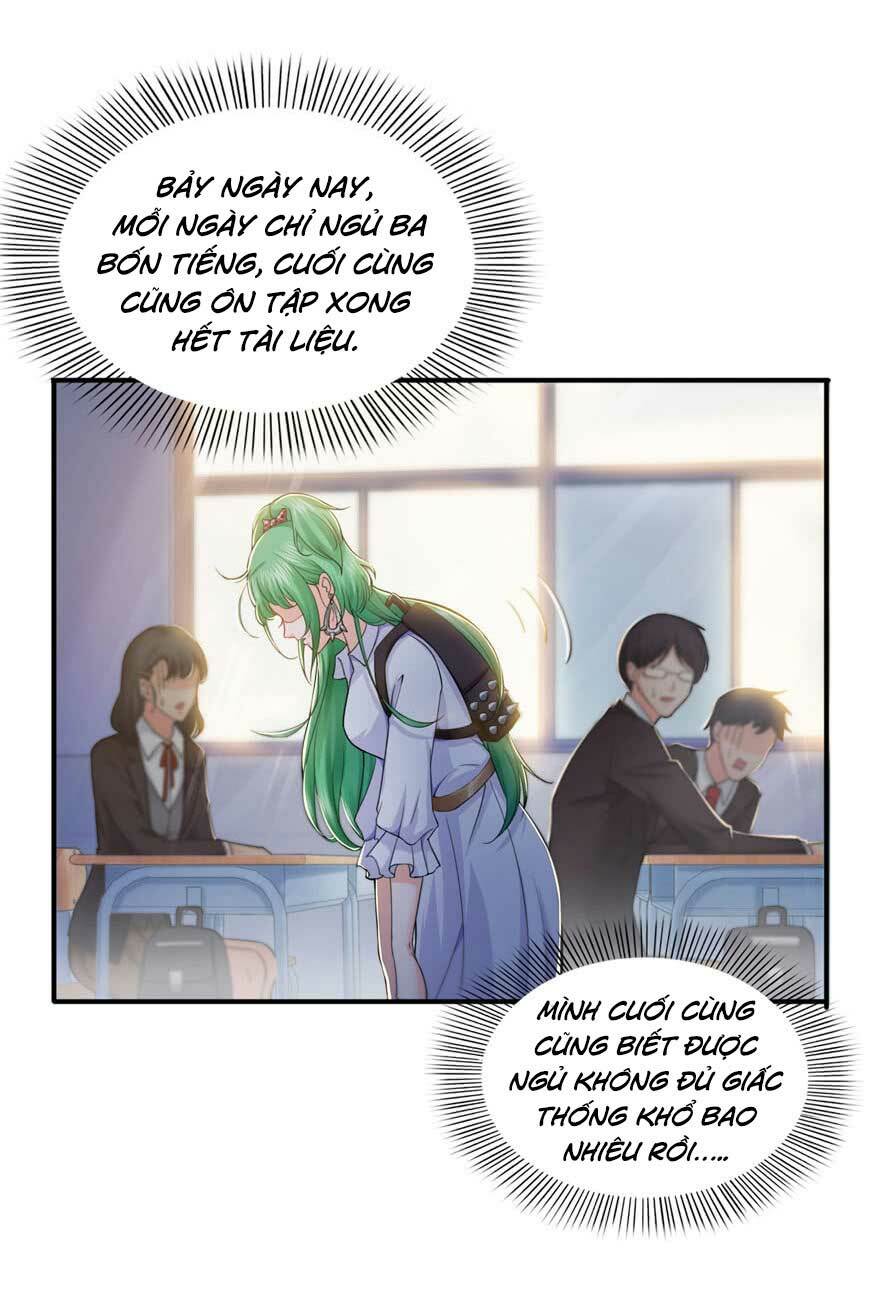 BẢY NGÀY NAY,
MỖI NGÀY CHỈ NGỦ BA
BỐN TIẾNG, CUỐI CÙNG
CŨNG ÔN TẬP XONG
HẾT TÀI LIỆU.
MÌNH CUỐI CÙNG
CŨNG BIẾT ĐƯỢC
NGỦ KHÔNG ĐỦ GIẤC
THỐNG KHỔ BAO
NHIÊU RỒI.....